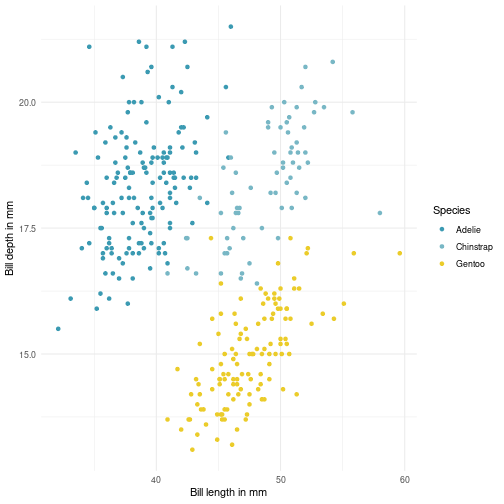 20.0
17.5
15.0
Bill depth in mm
40
50
60
Bill length in mm
Species
Adelie
Chinstrap
Gentoo